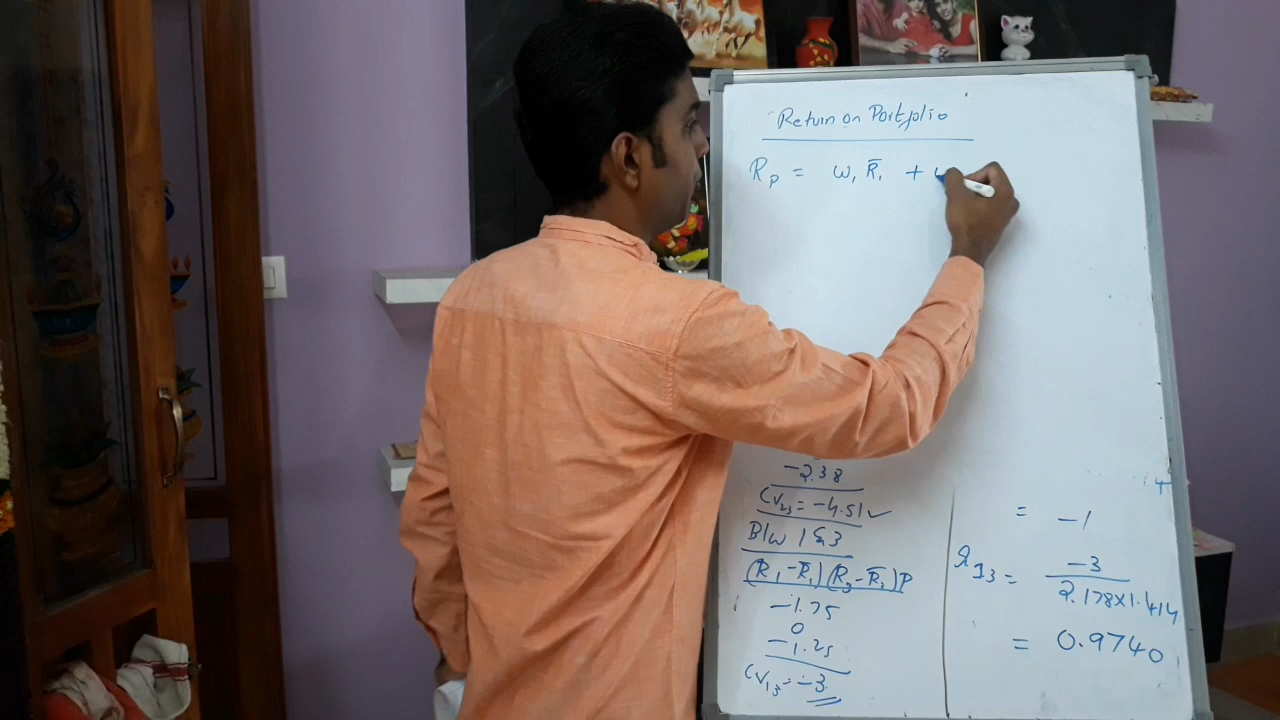 Return on Portfolio
Rp = ω₁ R̄₁ + ω
-2.38
CV₂₃ = -4.51 ✓
B/w 1 & 3
(R₁ - R̄₁) (R₃ - R̄₃) P
-1.75
0
-1.25
CV₁₃ = -3
= -1
r₁₃ = -3
2.178 × 1.414
= 0.9740